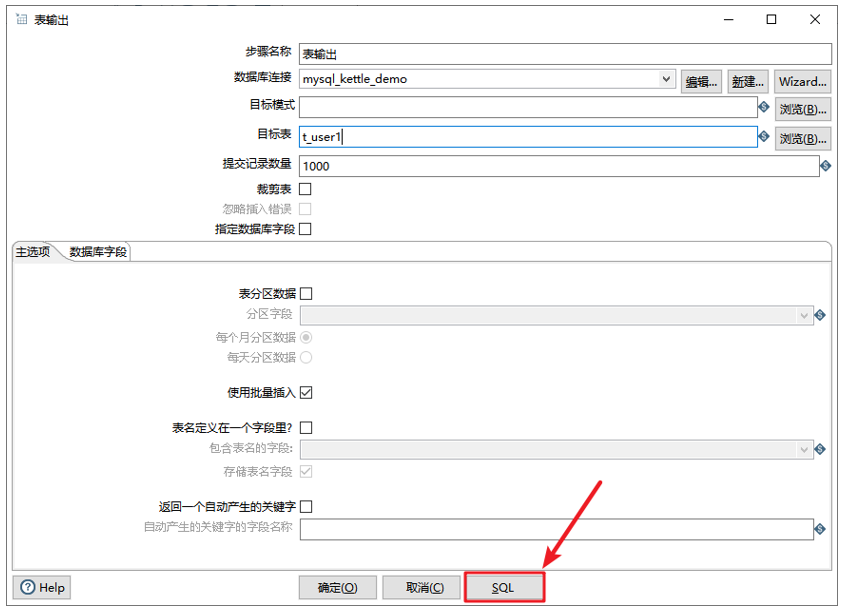 表输出
步骤名称 表输出
数据库连接 mysql_kettle_demo 编辑... 新建... Wizard...
目标模式 浏览(B)...
目标表 t_user1 浏览(B)...
提交记录数量 1000
裁剪表
忽略插入错误
指定数据库字段
主选项 数据库字段
表分区数据
分区字段
每个月分区数据
每天分区数据
使用批量插入
表名定义在一个字段里?
包含表名的字段:
存储表名字段
返回一个自动产生的关键字
自动产生的关键字的字段名称
Help 确定(O) 取消(C) SQL